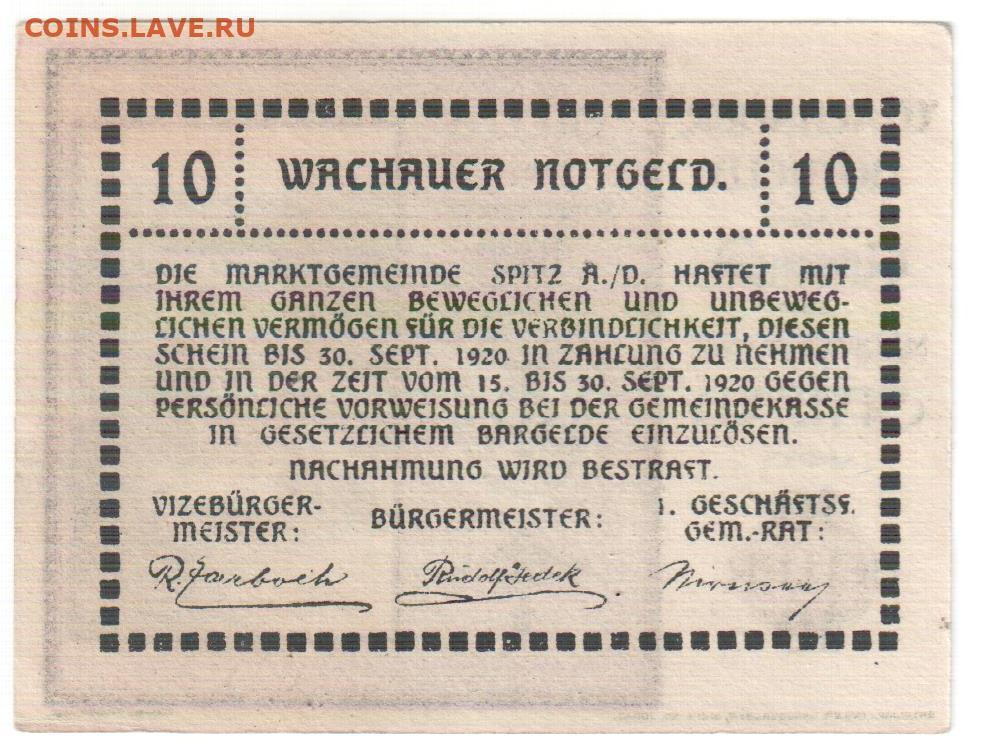 COINS.LAVE.RU
10 WACHAUER NOTGELD. 10
DIE MARKTGEMEINDE SPITZ A./D. HAFTET MIT
IHREM GANZEN BEWEGLICHEN UND UNBEWEG-
LICHEN VERMÖGEN FÜR DIE VERBINDLICHKEIT, DIESEN
SCHEIN BIS 30. SEPT. 1920 IN ZAHLUNG ZU NEHMEN
UND IN DER ZEIT VOM 15. BIS 30. SEPT. 1920 GEGEN
PERSÖNLICHE VORWEISUNG BEI DER GEMEINDEKASSE
IN GESETZLICHEM BARGELDE EINZULÖSEN.
NACHAHMUNG WIRD BESTRAFT.
VIZEBÜRGER-
MEISTER:
BÜRGERMEISTER:
1. GESCHÄFTSF.
GEM.-RAT:
R.
Rudolf